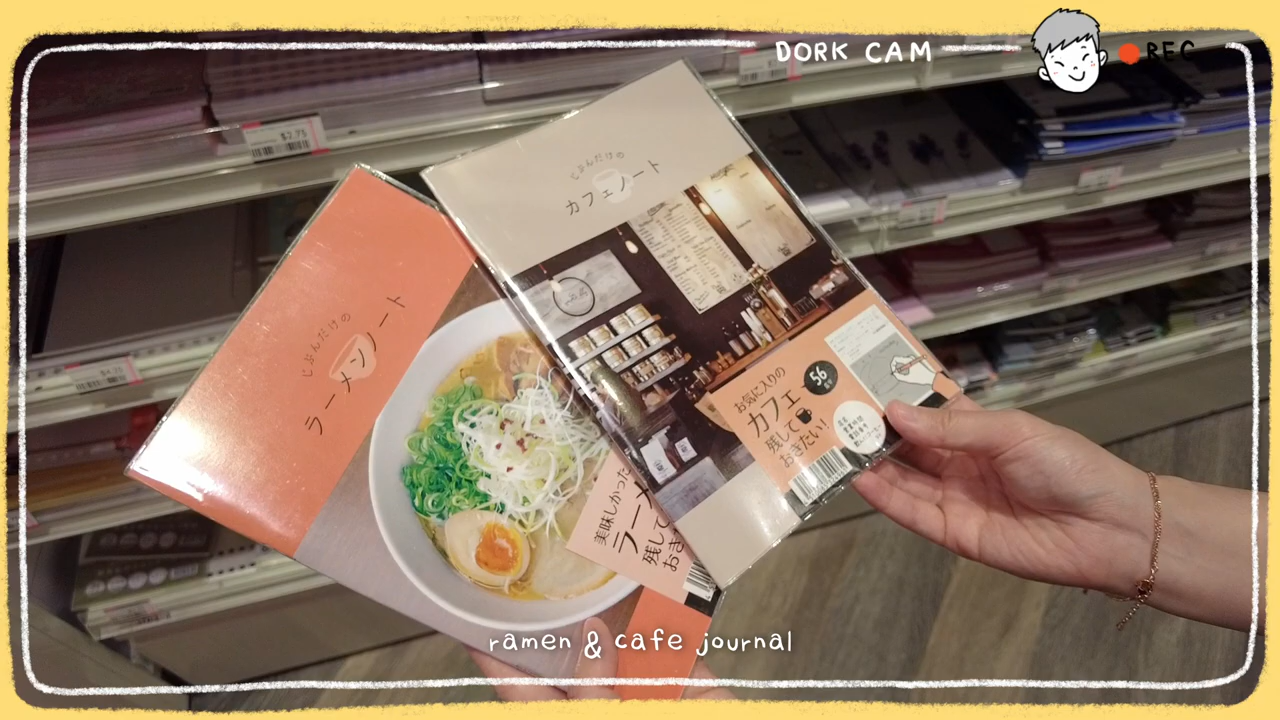 DORK CAM
REC
$2.75
じぶんだけの
カフェノート
じぶんだけの
ラーメンノート
お気に入りの
カフェ
残して
おきたい!
56
美味しかった
ラーメ
残して
おき
ramen & cafe journal